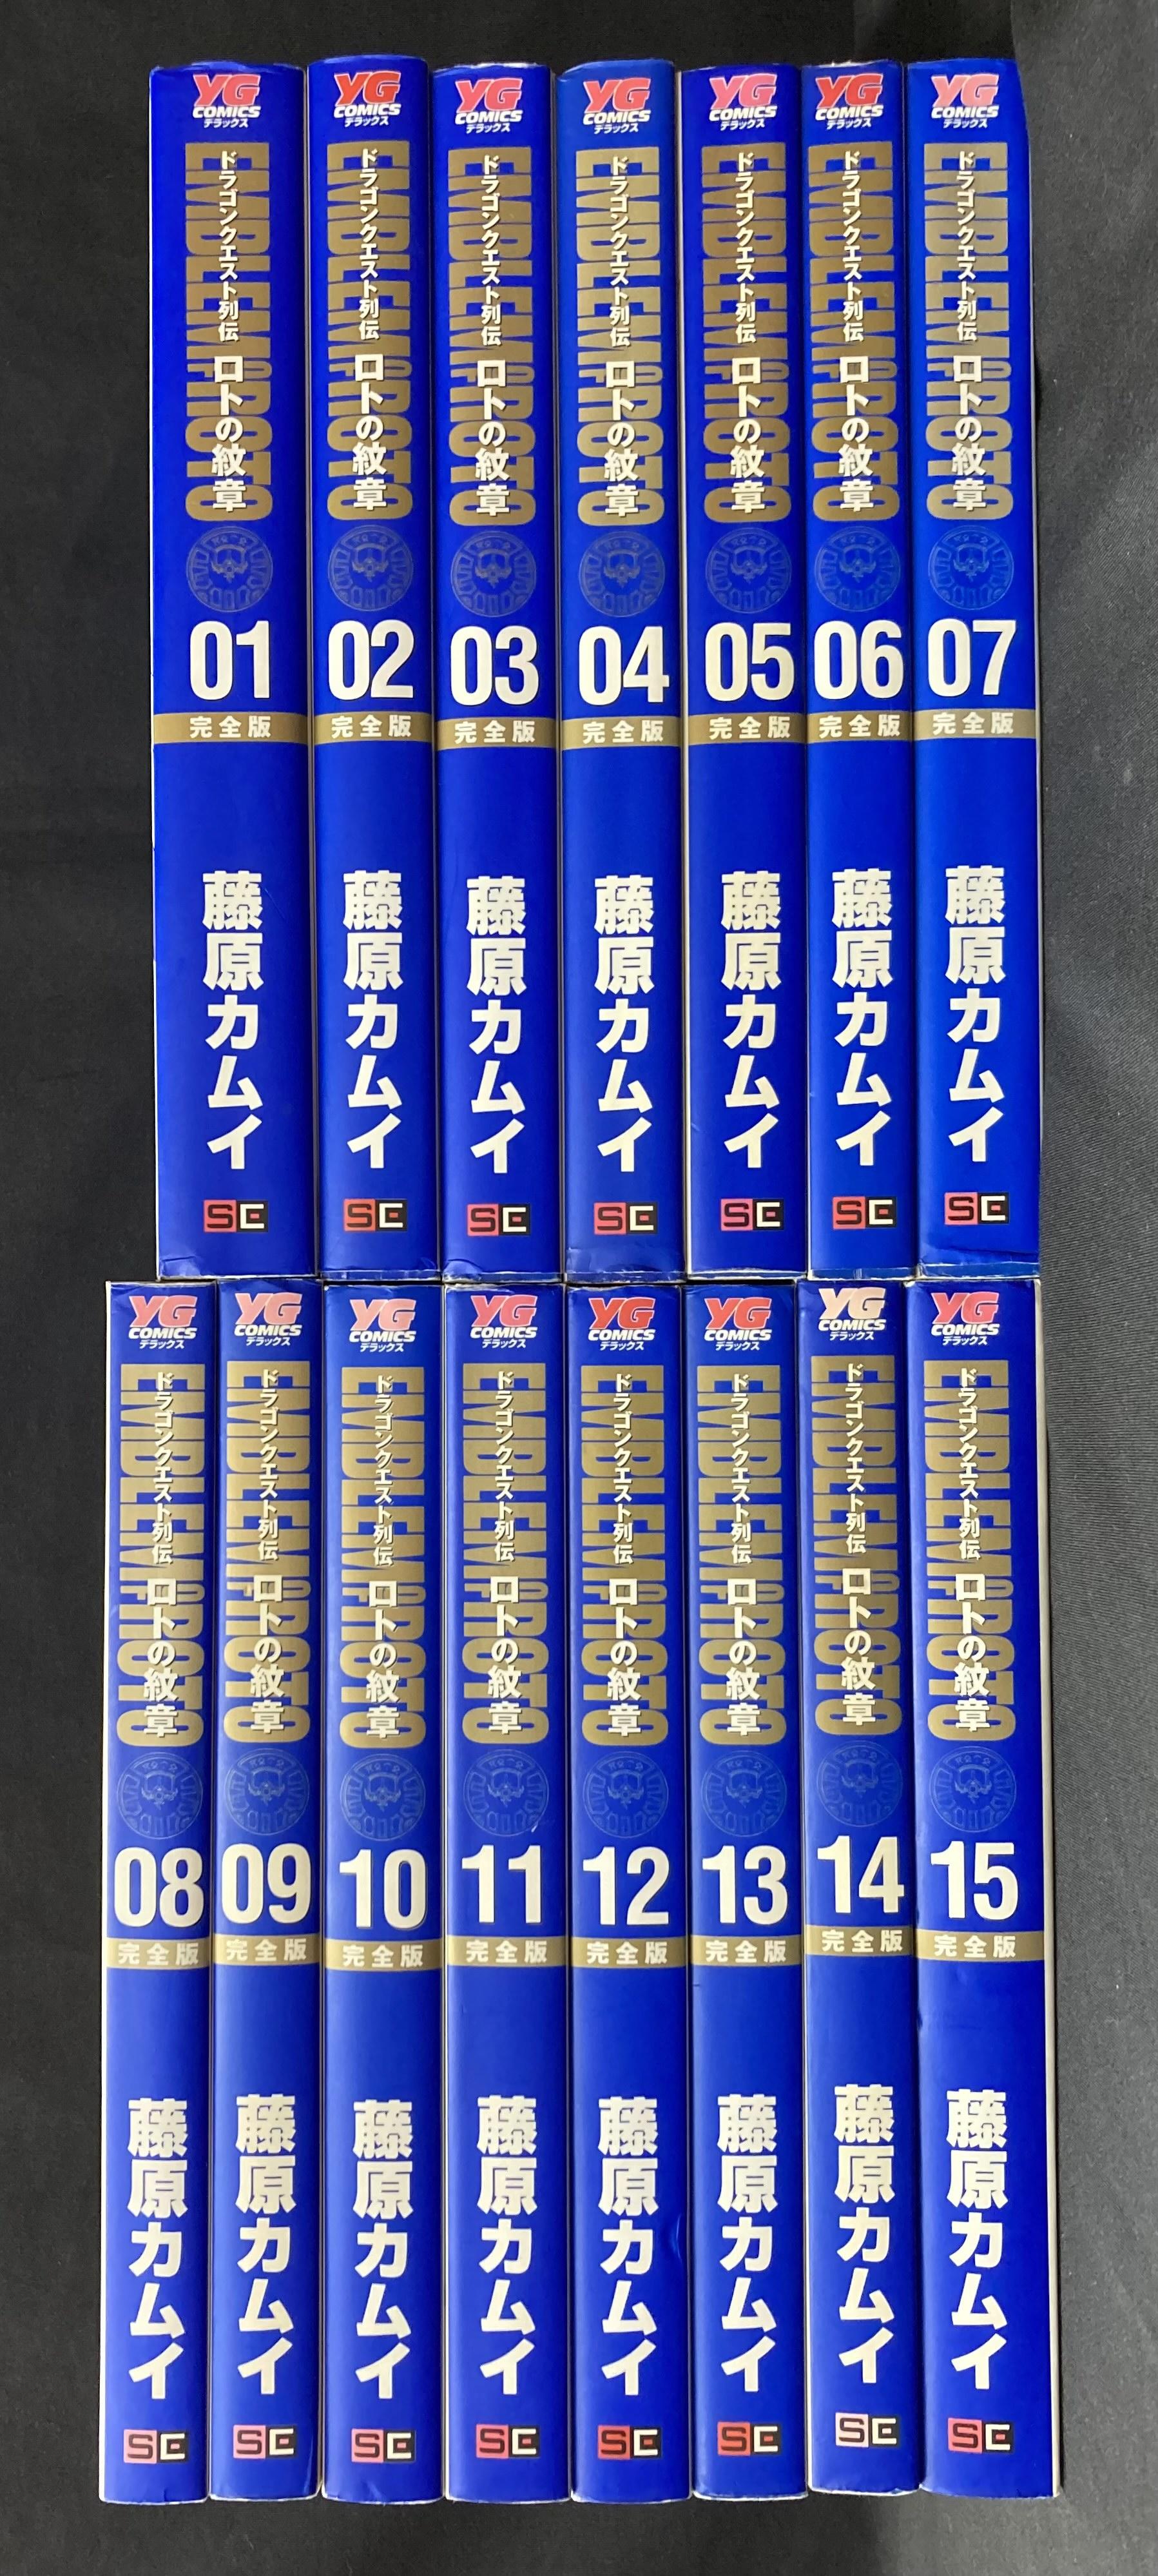 YG
COMICS
デラックス
EMBLEM OF ROTO
ドラゴンクエスト列伝
ロトの紋章
01
完全版
藤原カムイ
SE
YG
COMICS
デラックス
EMBLEM OF ROTO
ドラゴンクエスト列伝
ロトの紋章
02
完全版
藤原カムイ
SE
YG
COMICS
デラックス
EMBLEM OF ROTO
ドラゴンクエスト列伝
ロトの紋章
03
完全版
藤原カムイ
SE
YG
COMICS
デラックス
EMBLEM OF ROTO
ドラゴンクエスト列伝
ロトの紋章
04
完全版
藤原カムイ
SE
YG
COMICS
デラックス
EMBLEM OF ROTO
ドラゴンクエスト列伝
ロトの紋章
05
完全版
藤原カムイ
SE
YG
COMICS
デラックス
EMBLEM OF ROTO
ドラゴンクエスト列伝
ロトの紋章
06
完全版
藤原カムイ
SE
YG
COMICS
デラックス
EMBLEM OF ROTO
ドラゴンクエスト列伝
ロトの紋章
07
完全版
藤原カムイ
SE
YG
COMICS
デラックス
EMBLEM OF ROTO
ドラゴンクエスト列伝
ロトの紋章
08
完全版
藤原カムイ
SE
YG
COMICS
デラックス
EMBLEM OF ROTO
ドラゴンクエスト列伝
ロトの紋章
09
完全版
藤原カムイ
SE
YG
COMICS
デラックス
EMBLEM OF ROTO
ドラゴンクエスト列伝
ロトの紋章
10
完全版
藤原カムイ
SE
YG
COMICS
デラックス
EMBLEM OF ROTO
ドラゴンクエスト列伝
ロトの紋章
11
完全版
藤原カムイ
SE
YG
COMICS
デラックス
EMBLEM OF ROTO
ドラゴンクエスト列伝
ロトの紋章
12
完全版
藤原カムイ
SE
YG
COMICS
デラックス
EMBLEM OF ROTO
ドラゴンクエスト列伝
ロトの紋章
13
完全版
藤原カムイ
SE
YG
COMICS
デラックス
EMBLEM OF ROTO
ドラゴンクエスト列伝
ロトの紋章
14
完全版
藤原カムイ
SE
YG
COMICS
デラックス
EMBLEM OF ROTO
ドラゴンクエスト列伝
ロトの紋章
15
完全版
藤原カムイ
SE